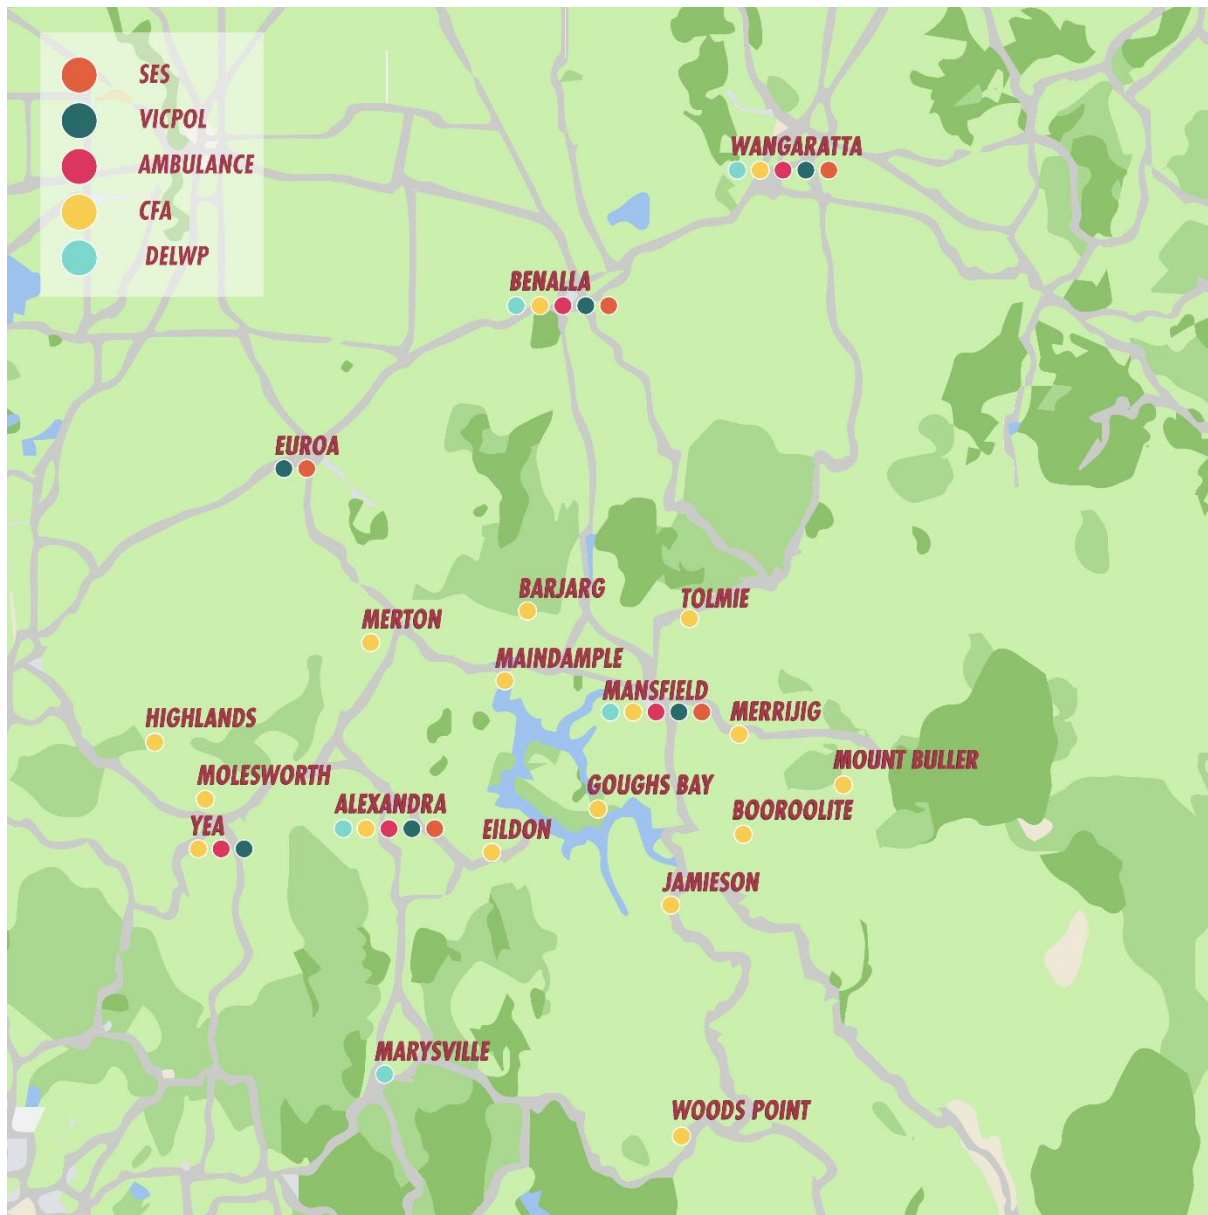 SES
VICPOL
AMBULANCE
CFA
DELWP
WANGARATTA
BENALLA
EUROA
BARJARG
TOLMIE
MERTON
MAINDAMPLE
MANSFIELD
MERRIJIG
HIGHLANDS
MOUNT BULLER
MOLESWORTH
GOUGHS BAY
ALEXANDRA
BOOROOLITE
YEA
EILDON
JAMIESON
MARYSVILLE
WOODS POINT